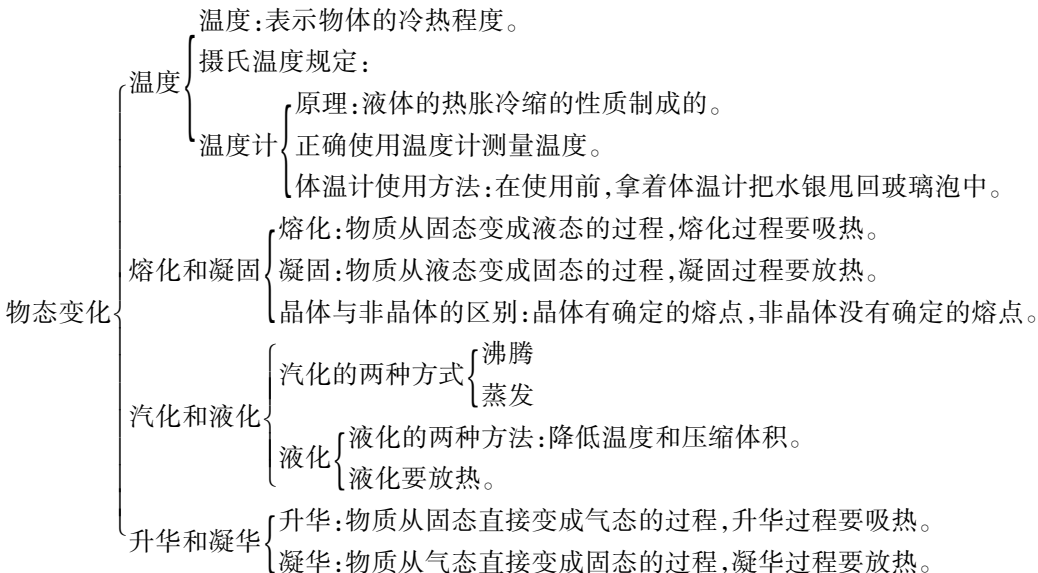 温度:表示物体的冷热程度。
摄氏温度规定:
温度
原理:液体的热胀冷缩的性质制成的。
温度计
正确使用温度计测量温度。
体温计使用方法:在使用前,拿着体温计把水银甩回玻璃泡中。
熔化:物质从固态变成液态的过程,熔化过程要吸热。
熔化和凝固
凝固:物质从液态变成固态的过程,凝固过程要放热。
晶体与非晶体的区别:晶体有确定的熔点,非晶体没有确定的熔点。
物态变化
汽化的两种方式
沸腾
蒸发
汽化和液化
液化
液化的两种方法:降低温度和压缩体积。
液化要放热。
升华和凝华
升华:物质从固态直接变成气态的过程,升华过程要吸热。
凝华:物质从气态直接变成固态的过程,凝华过程要放热。